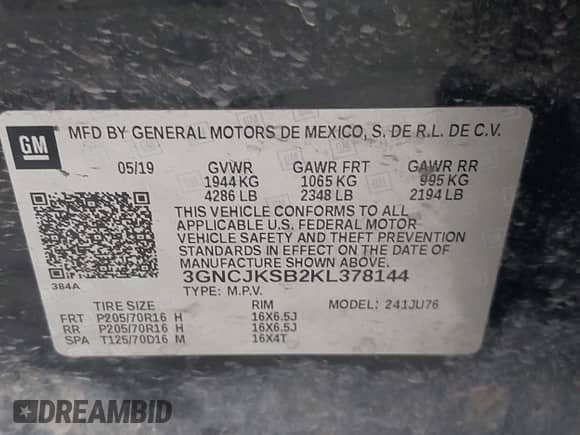 GM
MFD BY GENERAL MOTORS DE MEXICO, S. DE R.L. DE C.V.
05/19 GVWR GAWR FRT GAWR RR
1944 KG 1065 KG 995 KG
4286 LB 2348 LB 2194 LB
THIS VEHICLE CONFORMS TO ALL
APPLICABLE U.S. FEDERAL MOTOR
VEHICLE SAFETY AND THEFT PREVENTION
STANDARDS IN EFFECT ON THE DATE OF
MANUFACTURE SHOWN ABOVE.
384A
3GNCJKSB2KL378144
TYPE: M.P.V. MODEL: 241JU76
TIRE SIZE RIM
FRT P205/70R16 H 16X6.5J
RR P205/70R16 H 16X6.5J
SPA T125/70D16 M 16X4T
DREAMBID